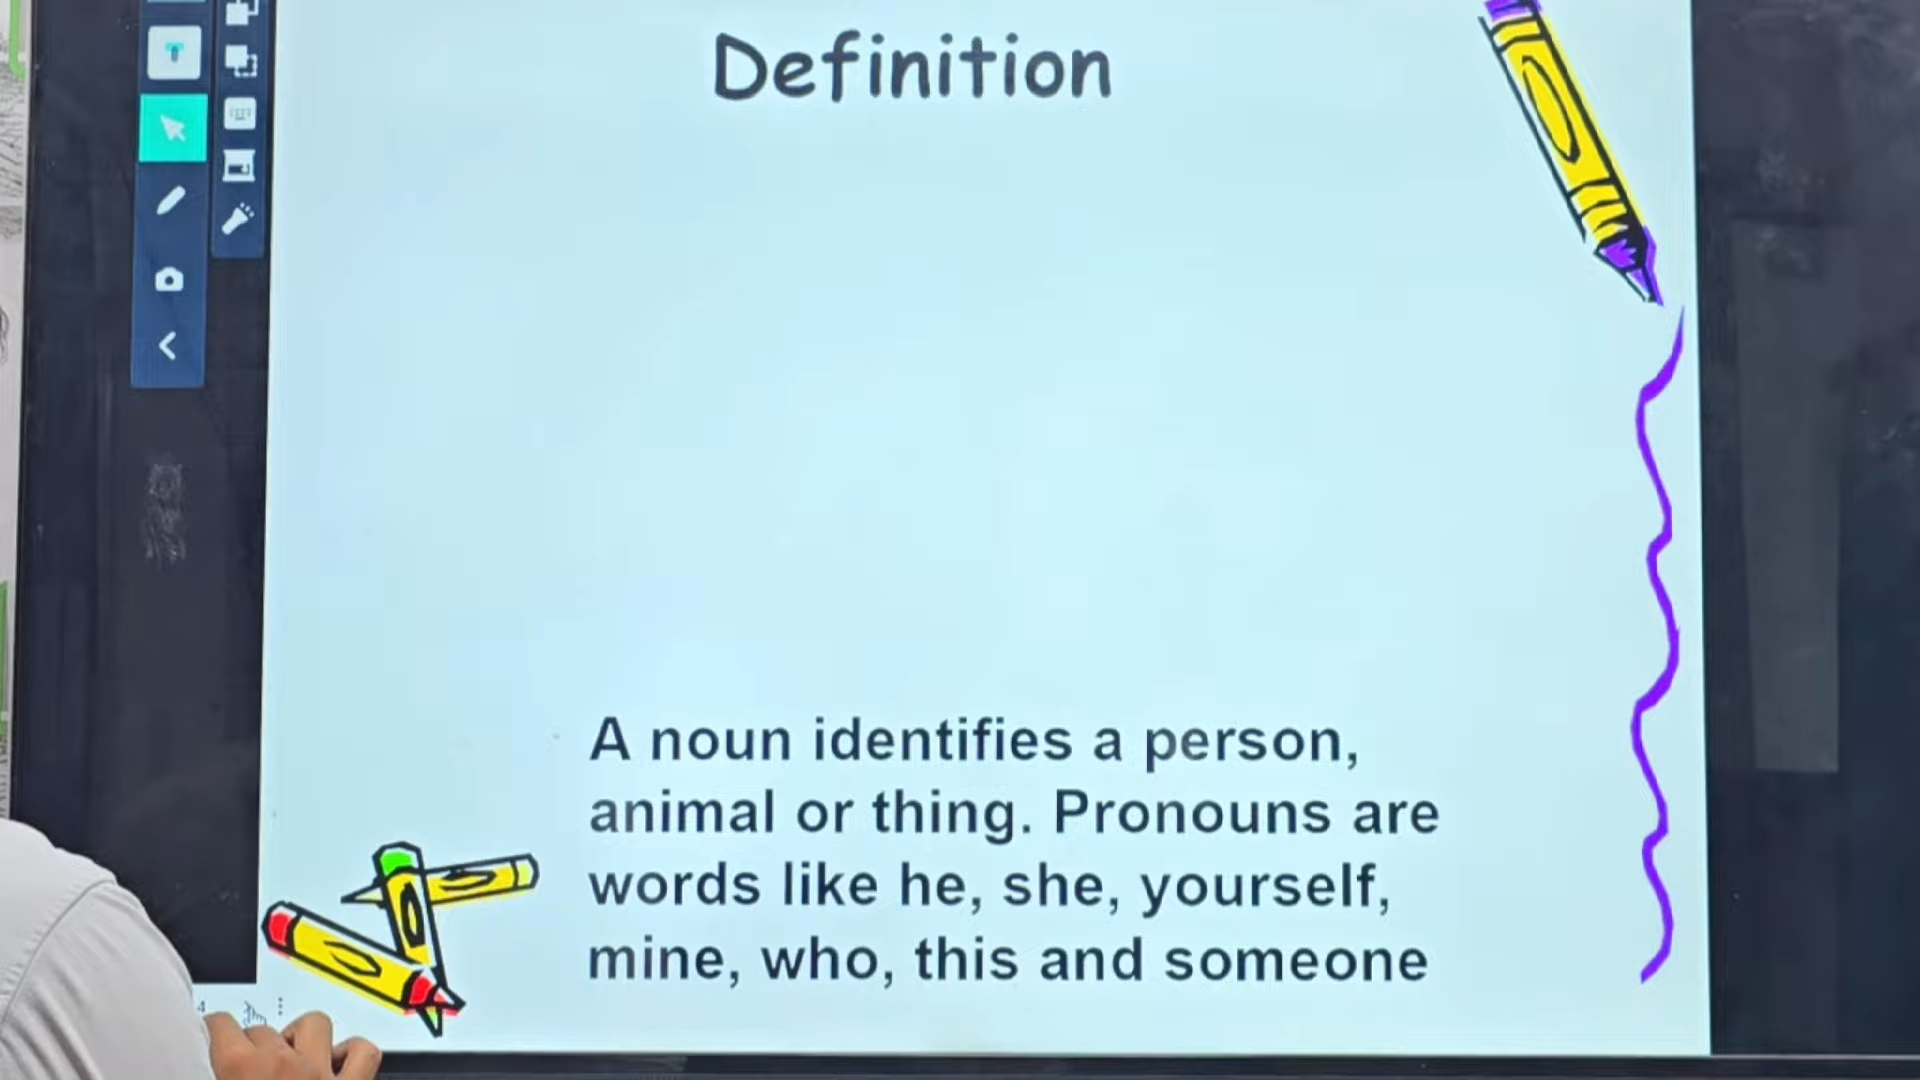 Definition
A noun identifies a person,
animal or thing. Pronouns are
words like he, she, yourself,
mine, who, this and someone
4